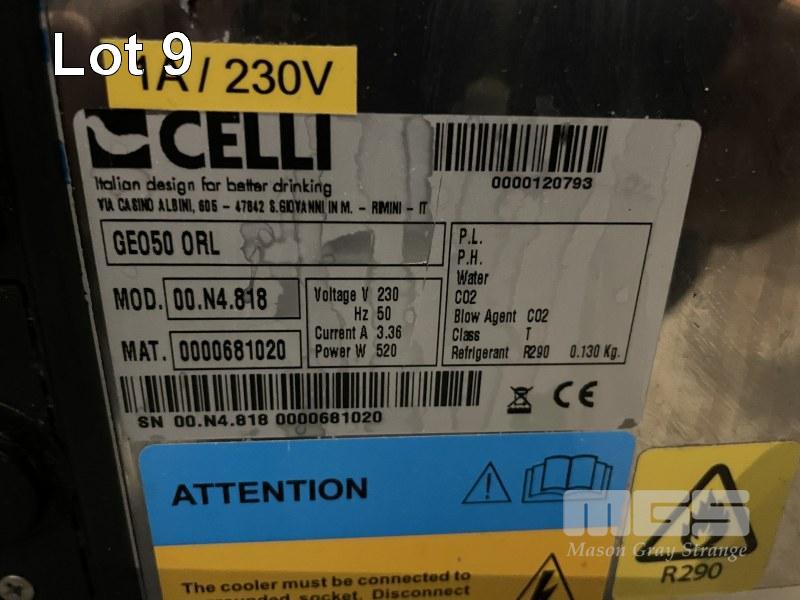 Lot 9
1A / 230V
CELLI
Italian design for better drinking
VIA CASINO ALBINI, 605 - 47842 S.GIOVANNI IN M. - RIMINI - IT
0000120793
GEO50 ORL
MOD. 00.N4.818
MAT. 0000681020
Voltage V 230
Hz 50
Current A 3.36
Power W 520
P.L.
P.H.
Water
CO2
Blow Agent CO2
Class T
Refrigerant R290 0.130 Kg.
SN 00.N4.818 0000681020
CE
ATTENTION
The cooler must be connected to
grounded socket. Disconnect
R290
MGS
Mason Gray Strange